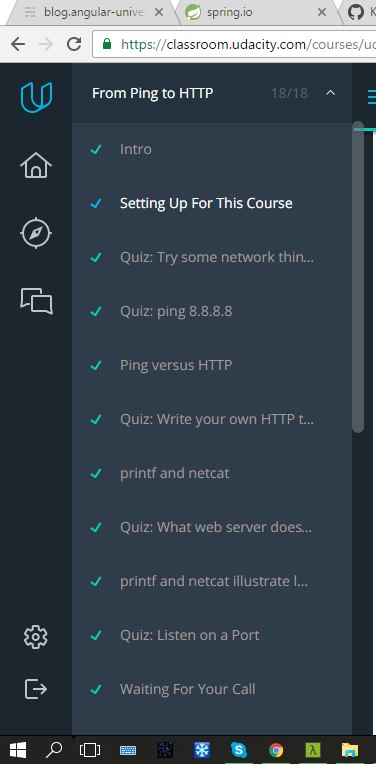 blog.angular-unive
spring.io
K
https://classroom.udacity.com/courses/ud
From Ping to HTTP 18/18
Intro
Setting Up For This Course
Quiz: Try some network thin...
Quiz: ping 8.8.8.8
Ping versus HTTP
Quiz: Write your own HTTP t...
printf and netcat
Quiz: What web server does...
printf and netcat illustrate l...
Quiz: Listen on a Port
Waiting For Your Call